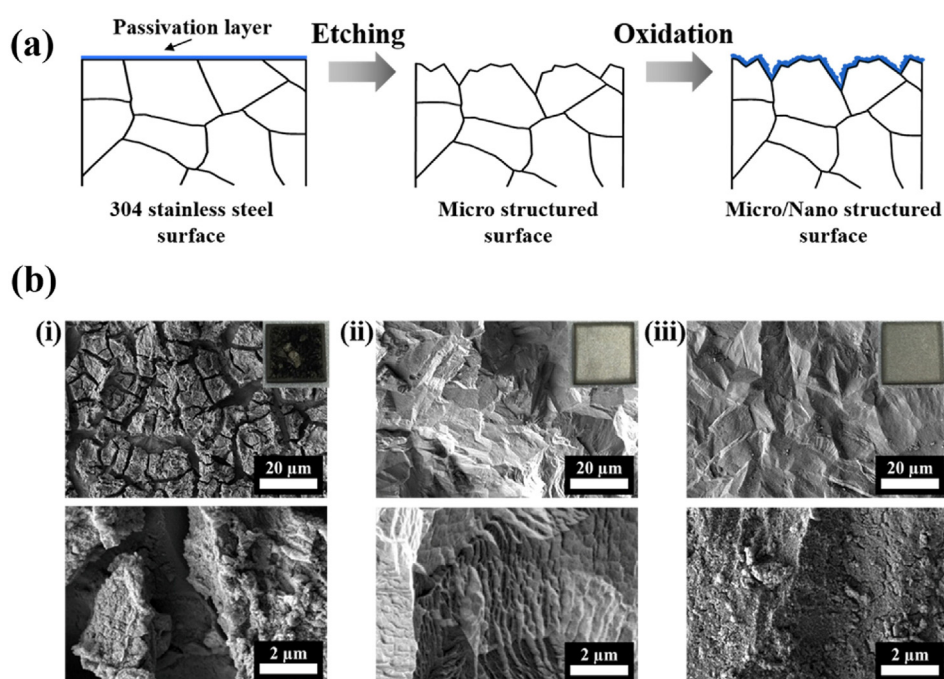 (a)
Passivation layer
Etching
Oxidation
304 stainless steel
surface
Micro structured
surface
Micro/Nano structured
surface
(b)
(i)
(ii)
(iii)
20 μm
20 μm
20 μm
2 μm
2 μm
2 μm